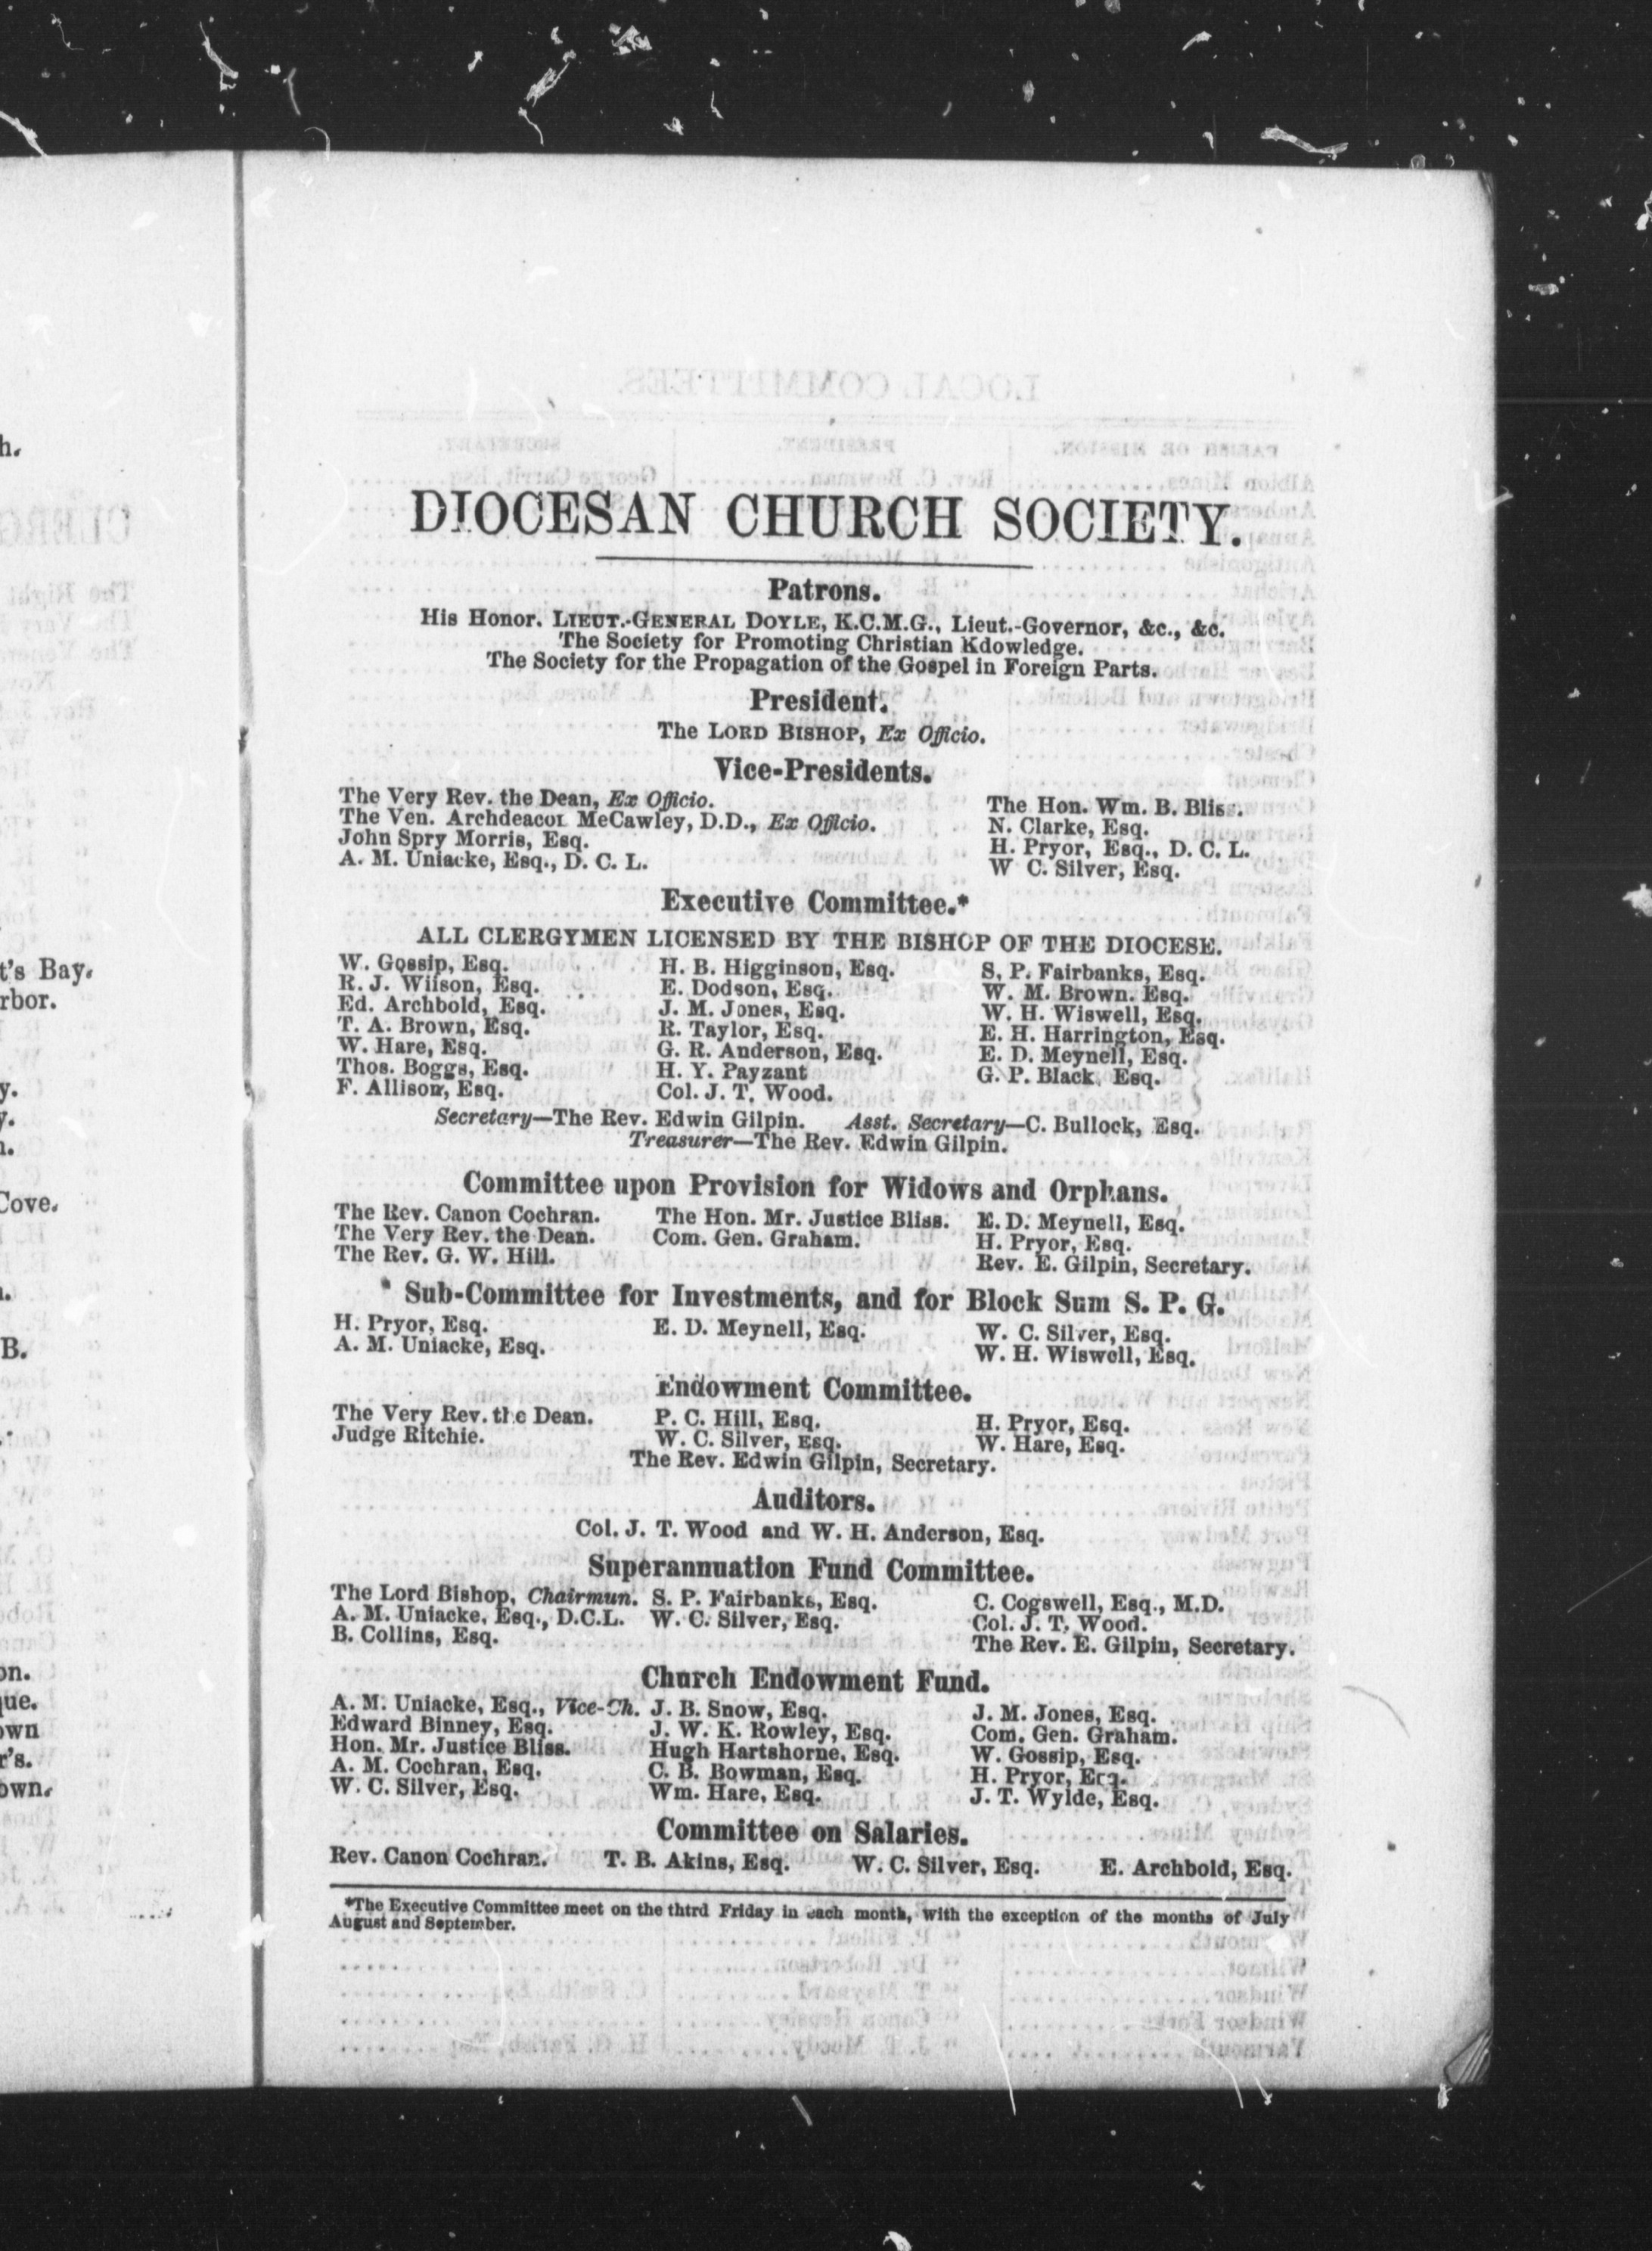 DIOCESAN CHURCH SOCIETY.
Patrons.
His Honor. LIEUT.-GENERAL DOYLE, K.C.M.G., Lieut.-Governor, &c., &c.
The Society for Promoting Christian Kdowledge.
The Society for the Propagation of the Gospel in Foreign Parts.
President.
The LORD BISHOP, Ex Officio.
Vice-Presidents.
The Very Rev. the Dean, Ex Officio. The Hon. Wm. B. Bliss.
The Ven. Archdeacon McCawley, D.D., Ex Officio. N. Clarke, Esq.
John Spry Morris, Esq. H. Pryor, Esq., D. C. L.
A. M. Uniacke, Esq., D. C. L. W C. Silver, Esq.
Executive Committee.*
ALL CLERGYMEN LICENSED BY THE BISHOP OF THE DIOCESE.
W. Gossip, Esq. H. B. Higginson, Esq. S. P. Fairbanks, Esq.
R. J. Wilson, Esq. E. Dodson, Esq. W. M. Brown. Esq.
Ed. Archbold, Esq. J. M. Jones, Esq. W. H. Wiswell, Esq.
T. A. Brown, Esq. R. Taylor, Esq. E. H. Harrington, Esq.
W. Hare, Esq. G. R. Anderson, Esq. E. D. Meynell, Esq.
Thos. Boggs, Esq. H. Y. Payzant G. P. Black, Esq.
F. Allison, Esq. Col. J. T. Wood.
Secretary—The Rev. Edwin Gilpin. Asst. Secretary—C. Bullock, Esq.
Treasurer—The Rev. Edwin Gilpin.
Committee upon Provision for Widows and Orphans.
The Rev. Canon Cochran. The Hon. Mr. Justice Bliss. E. D. Meynell, Esq.
The Very Rev. the Dean. Com. Gen. Graham. H. Pryor, Esq.
The Rev. G. W. Hill. Rev. E. Gilpin, Secretary.
* Sub-Committee for Investments, and for Block Sum S. P. G.
H. Pryor, Esq. E. D. Meynell, Esq. W. C. Silver, Esq.
A. M. Uniacke, Esq. W. H. Wiswell, Esq.
Endowment Committee.
The Very Rev. the Dean. P. C. Hill, Esq. H. Pryor, Esq.
Judge Ritchie. W. C. Silver, Esq. W. Hare, Esq.
The Rev. Edwin Gilpin, Secretary.
Auditors.
Col. J. T. Wood and W. H. Anderson, Esq.
Superannuation Fund Committee.
The Lord Bishop, Chairmun. S. P. Fairbanks, Esq. C. Cogswell, Esq., M.D.
A. M. Uniacke, Esq., D.C.L. W. C. Silver, Esq. Col. J. T. Wood.
B. Collins, Esq. The Rev. E. Gilpin, Secretary.
Church Endowment Fund.
A. M. Uniacke, Esq., Vice-Ch. J. B. Snow, Esq. J. M. Jones, Esq.
Edward Binney, Esq. J. W. K. Rowley, Esq. Com. Gen. Graham.
Hon. Mr. Justice Bliss. Hugh Hartshorne, Esq. W. Gossip, Esq.
A. M. Cochran, Esq. C. B. Bowman, Esq. H. Pryor, Esq.
W. C. Silver, Esq. Wm. Hare, Esq. J. T. Wylde, Esq.
Committee on Salaries.
Rev. Canon Cochran. T. B. Akins, Esq. W. C. Silver, Esq. E. Archbold, Esq.
*The Executive Committee meet on the thtrd Friday in each month, with the exception of the months of July
August and September.